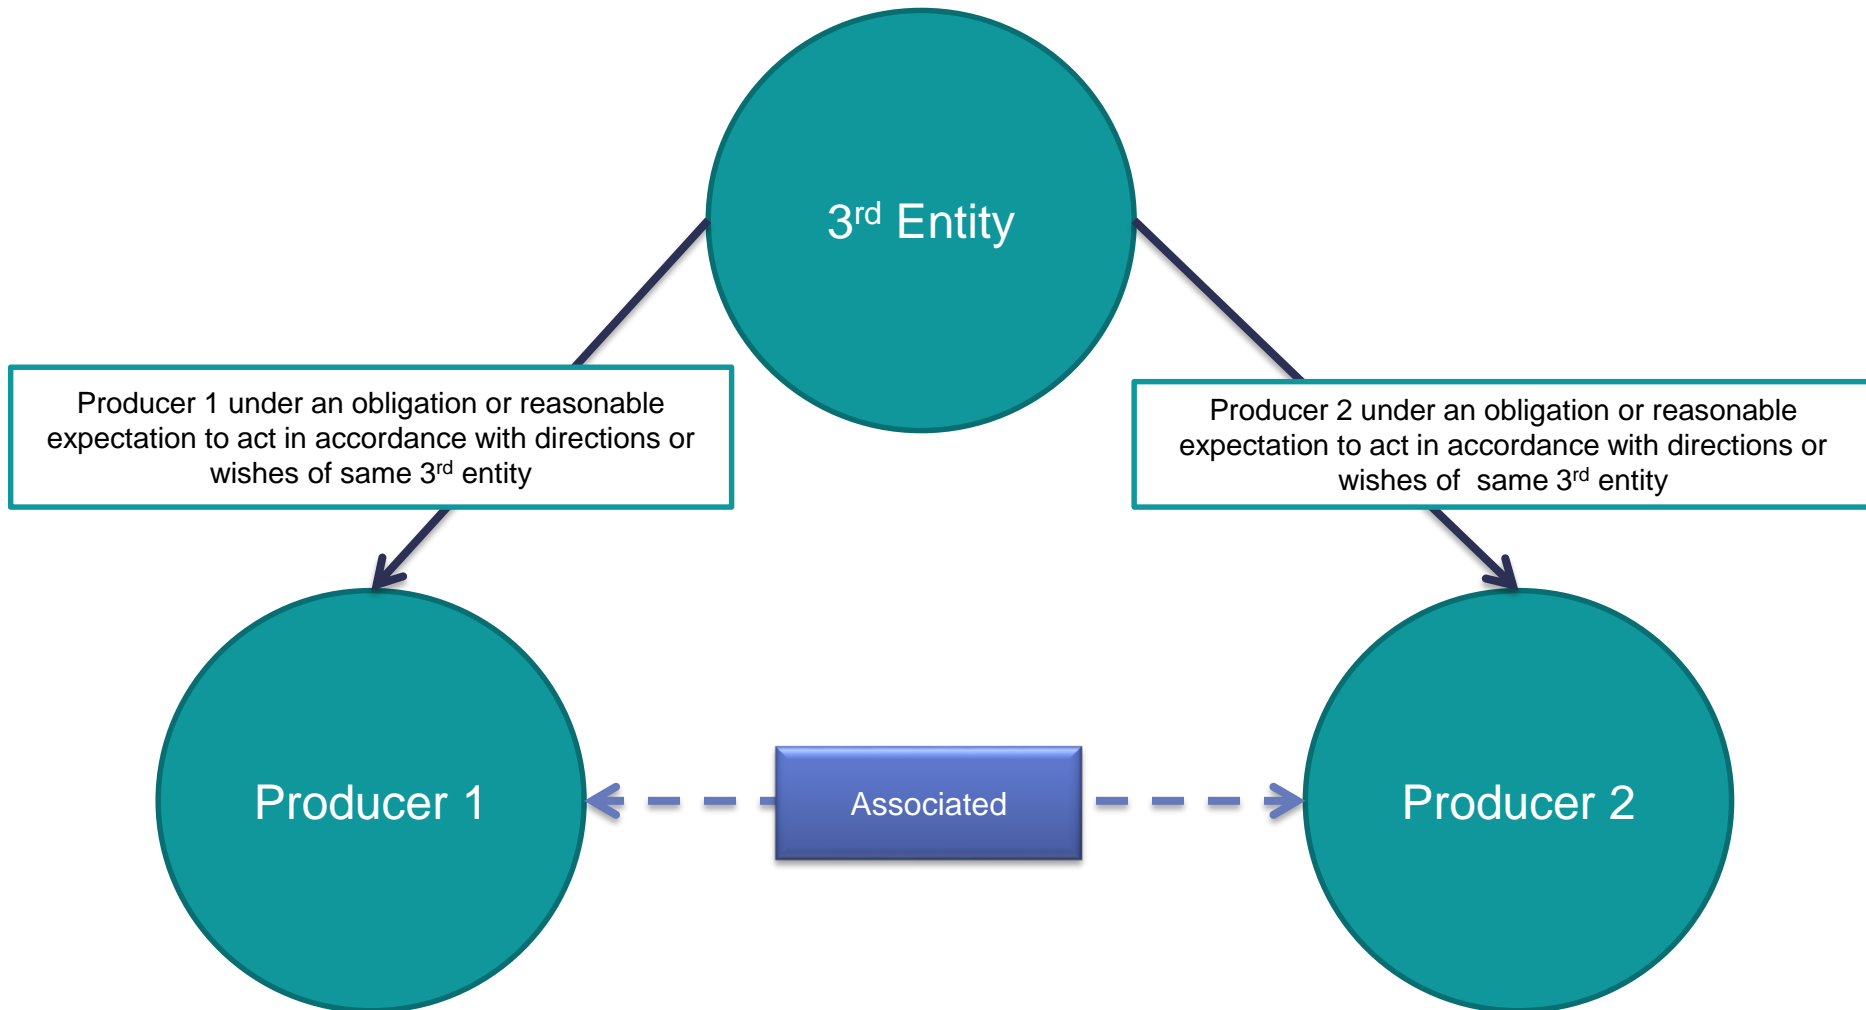 3rd Entity
Producer 1 under an obligation or reasonable
expectation to act in accordance with directions or
wishes of same 3rd entity
Producer 2 under an obligation or reasonable
expectation to act in accordance with directions or
wishes of  same 3rd entity
Producer 1
Associated
Producer 2